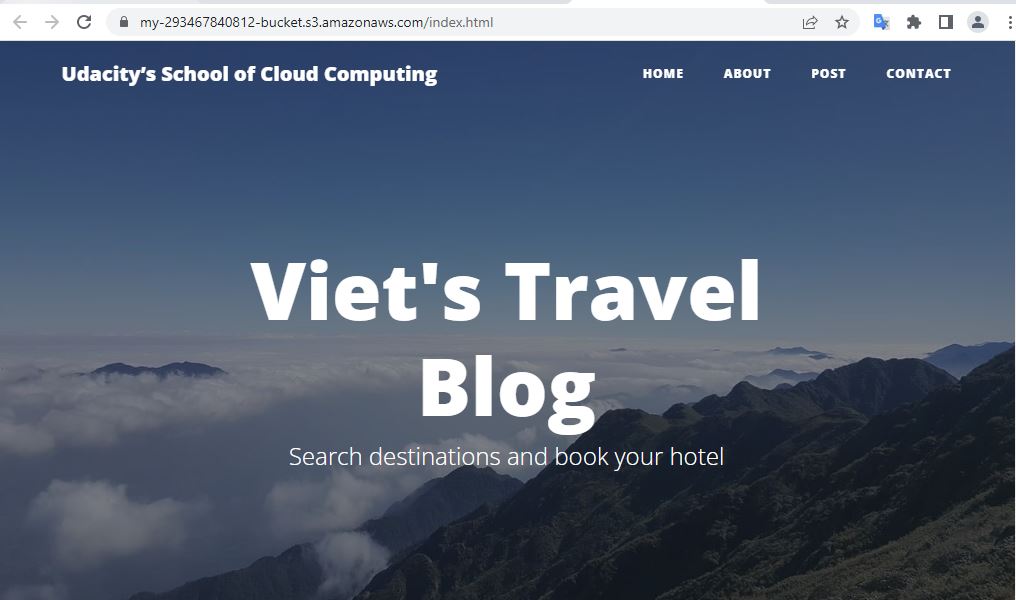 my-293467840812-bucket.s3.amazonaws.com/index.html
Udacity’s School of Cloud Computing
HOME ABOUT POST CONTACT
Viet's Travel
Blog
Search destinations and book your hotel